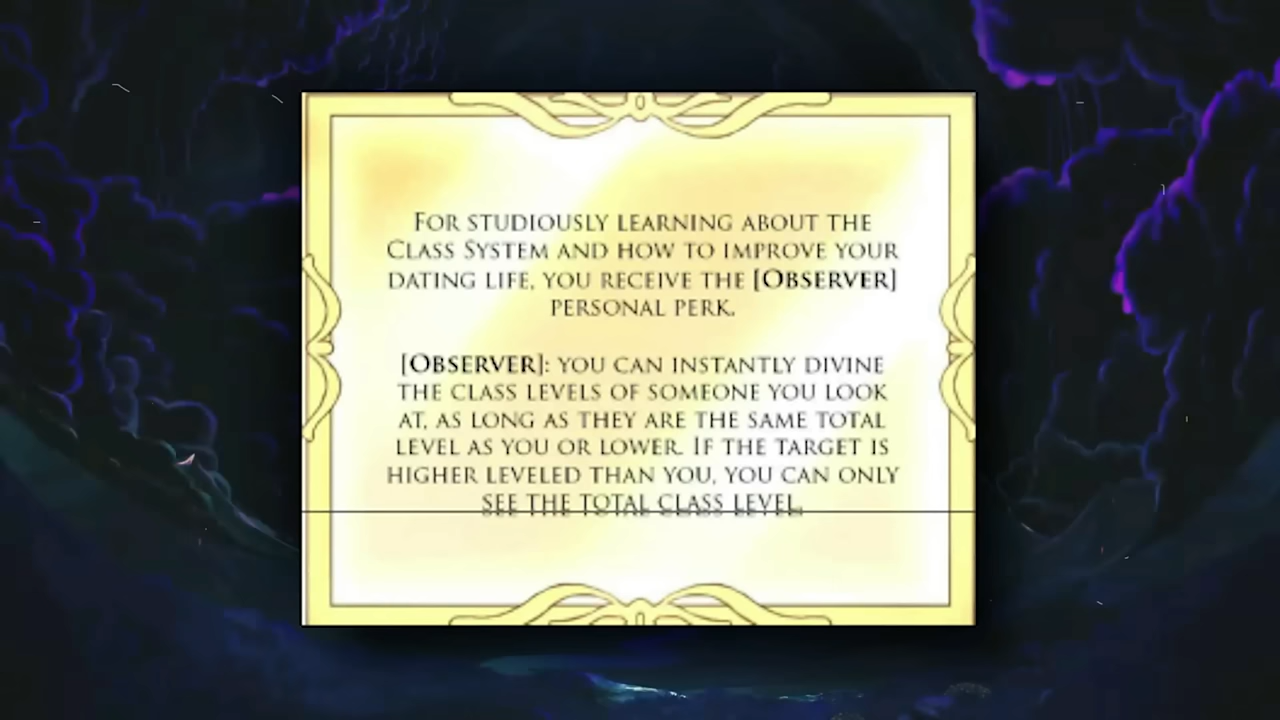 FOR STUDIOUSLY LEARNING ABOUT THE
CLASS SYSTEM AND HOW TO IMPROVE YOUR
DATING LIFE, YOU RECEIVE THE [OBSERVER]
PERSONAL PERK.
[OBSERVER]: YOU CAN INSTANTLY DIVINE
THE CLASS LEVELS OF SOMEONE YOU LOOK
AT, AS LONG AS THEY ARE THE SAME TOTAL
LEVEL AS YOU OR LOWER. IF THE TARGET IS
HIGHER LEVELED THAN YOU, YOU CAN ONLY
SEE THE TOTAL CLASS LEVEL.